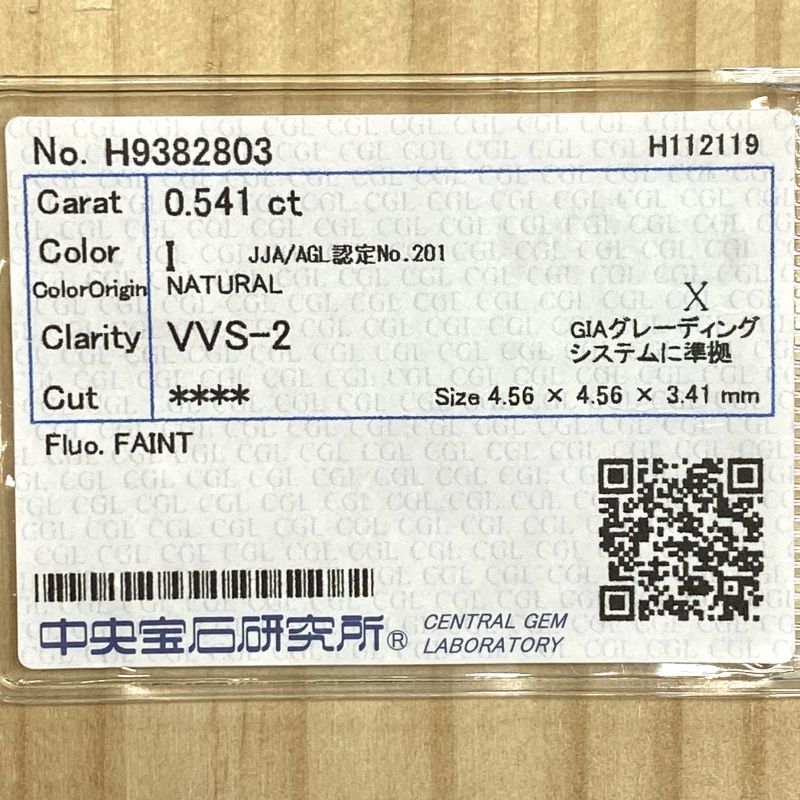 No. H9382803 H112119
Carat 0.541 ct
Color I JJA/AGL認定No.201
ColorOrigin NATURAL
X
Clarity VVS-2 GIAグレーディング
システムに準拠
Cut **** Size 4.56 × 4.56 × 3.41 mm
Fluo. FAINT
中央宝石研究所® CENTRAL GEM
LABORATORY